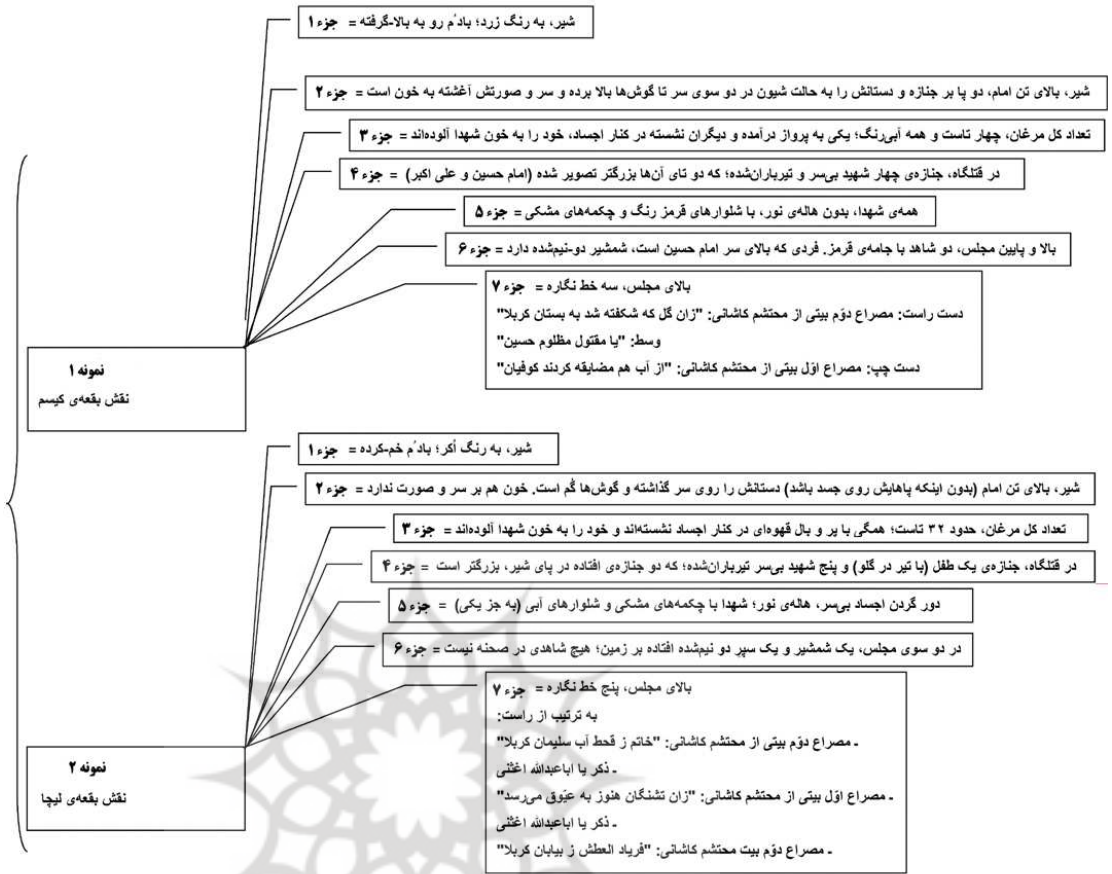 جزء ۱ = شیر، به رنگ زرد؛ با دُم رو به بالا-گرفته
جزء ۲ = شیر، بالای تن امام، دو پا بر جنازه و دستانش را به حالت شیون در دو سوی سر تا گوش‌ها بالا برده و سر و صورتش آغشته به خون است
جزء ۳ = تعداد کل مرغان، چهار تاست و همه آبی‌رنگ؛ یکی به پرواز درآمده و دیگران نشسته در کنار اجساد، خود را به خون شهدا آلوده‌اند
جزء ۴ = در قتلگاه، جنازه‌ی چهار شهید بی‌سر و تیرباران‌شده؛ که دو تای آن‌ها بزرگتر تصویر شده (امام حسین و علی اکبر)
جزء ۵ = همه‌ی شهدا، بدون هاله‌ی نور، با شلوارهای قرمز رنگ و چکمه‌های مشکی
جزء ۶ = بالا و پایین مجلس، دو شاهد با جامه‌ی قرمز. فردی که بالای سر امام حسین است، شمشیر دو-نیم‌شده دارد
جزء ۷ = بالای مجلس، سه خط نگاره
دست راست: مصراع دوّم بیتی از محتشم کاشانی: "زان گل که شکفته شد به بستان کربلا"
وسط: "یا مقتول مظلوم حسین"
دست چپ: مصراع اوّل بیتی از محتشم کاشانی: "از آب هم مضایقه کردند کوفیان"
نمونه ۱
نقش بقعه‌ی کیسم
جزء ۱ = شیر، به رنگ اُکر؛ با دُم خم-کرده
جزء ۲ = شیر، بالای تن امام (بدون اینکه پاهایش روی جسد باشد) دستانش را روی سر گذاشته و گوش‌ها گُم است. خون هم بر سر و صورت ندارد
جزء ۳ = تعداد کل مرغان، حدود ۳۲ تاست؛ همگی با پر و بال قهوه‌ای در کنار اجساد نشسته‌اند و خود را به خون شهدا آلوده‌اند
جزء ۴ = در قتلگاه، جنازه‌ی یک طفل (با تیر در گلو) و پنج شهید بی‌سر تیرباران‌شده؛ که دو جنازه‌ی افتاده در پای شیر، بزرگتر است
جزء ۵ = دور گردن اجساد بی‌سر، هاله‌ی نور؛ شهدا با چکمه‌های مشکی و شلوارهای آبی (به جز یکی)
جزء ۶ = در دو سوی مجلس، یک شمشیر و یک سپرِ دو نیم‌شده افتاده بر زمین؛ هیچ شاهدی در صحنه نیست
جزء ۷ = بالای مجلس، پنج خط نگاره
به ترتیب از راست:
ـ مصراع دوّم بیتی از محتشم کاشانی: "خاتم ز قحط آب سلیمان کربلا"
ـ ذکر یا اباعبدالله اغثنی
ـ مصراع اوّل بیتی از محتشم کاشانی: "زان تشنگان هنوز به عیّوق می‌رسد"
ـ ذکر یا اباعبدالله اغثنی
ـ مصراع دوّم بیت محتشم کاشانی: "فریاد العطش ز بیابان کربلا"
نمونه ۲
نقش بقعه‌ی لیچا